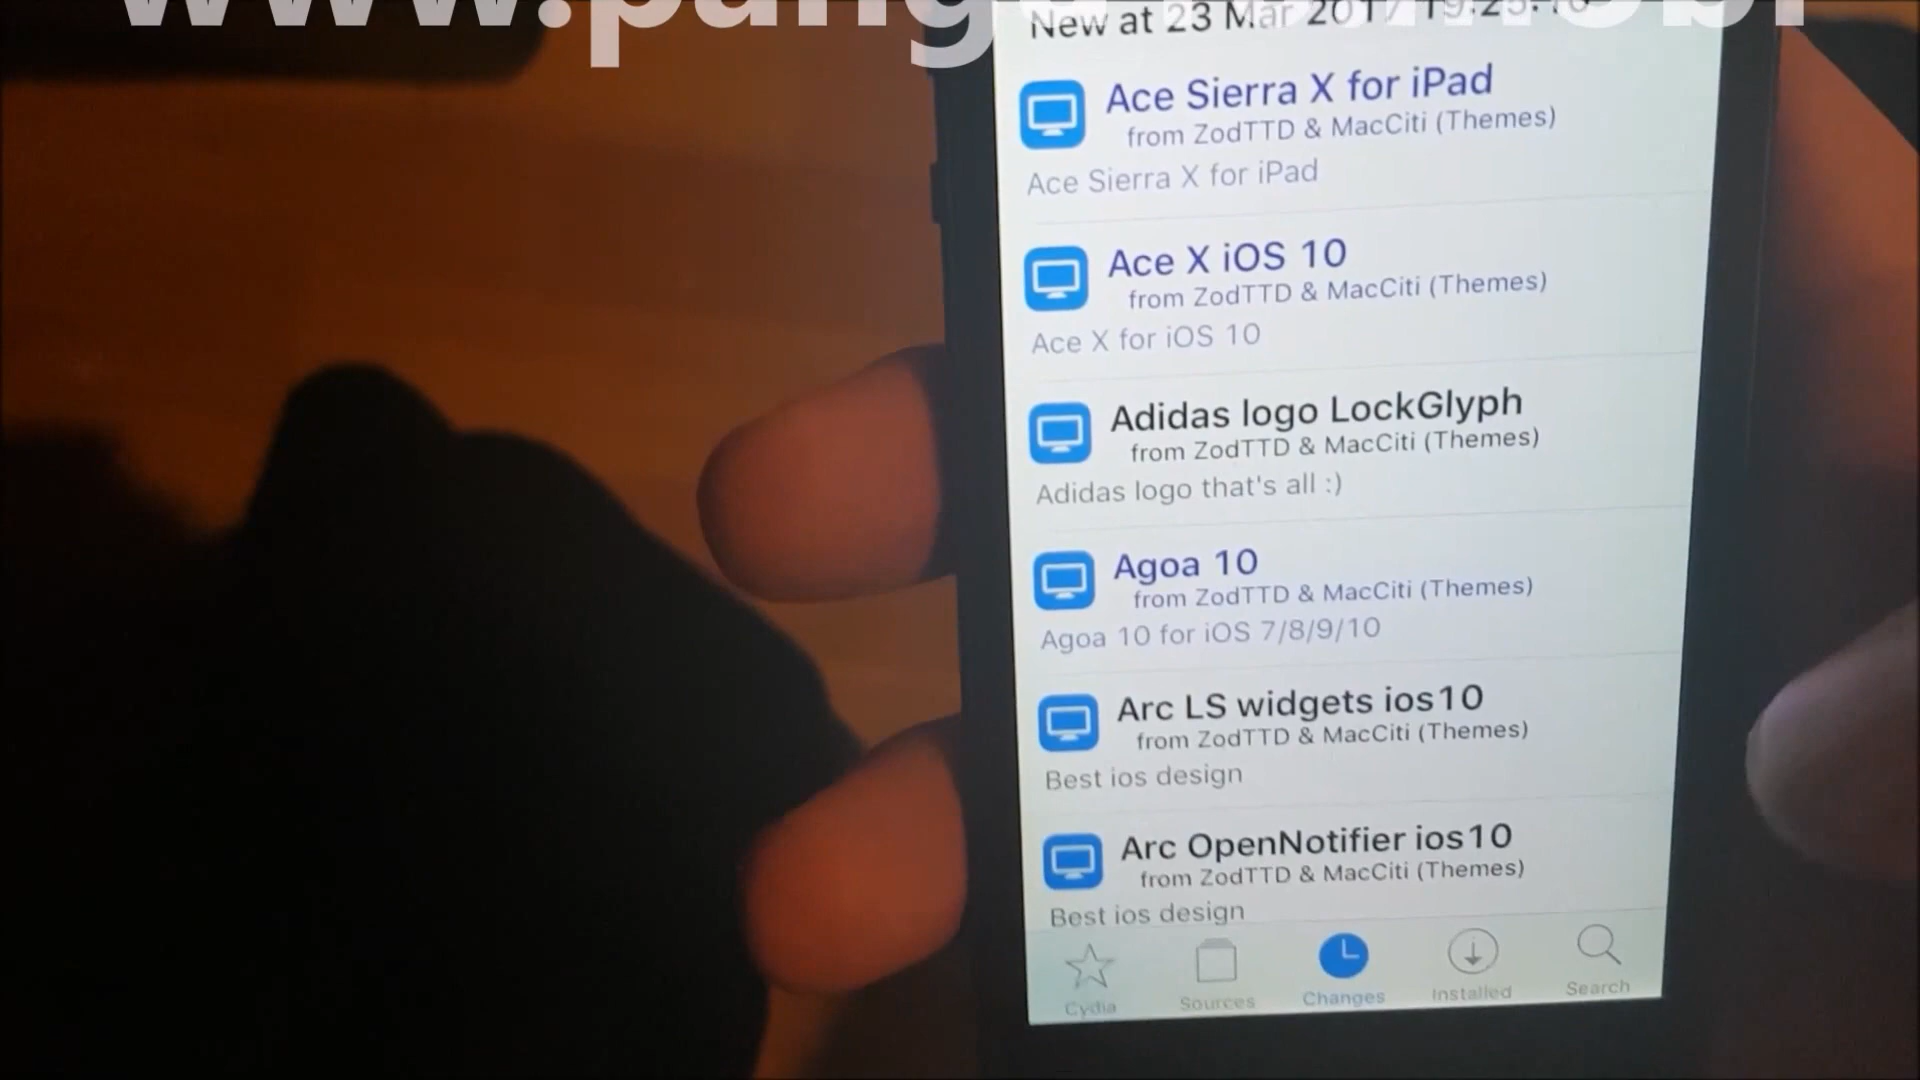 New at 23 Mar 2017
Ace Sierra X for iPad
from ZodTTD & MacCiti (Themes)
Ace Sierra X for iPad
Ace X iOS 10
from ZodTTD & MacCiti (Themes)
Ace X for iOS 10
Adidas logo LockGlyph
from ZodTTD & MacCiti (Themes)
Adidas logo that's all :)
Agoa 10
from ZodTTD & MacCiti (Themes)
Agoa 10 for iOS 7/8/9/10
Arc LS widgets ios10
from ZodTTD & MacCiti (Themes)
Best ios design
Arc OpenNotifier ios10
from ZodTTD & MacCiti (Themes)
Best ios design
Cydia
Sources
Changes
Installed
Search